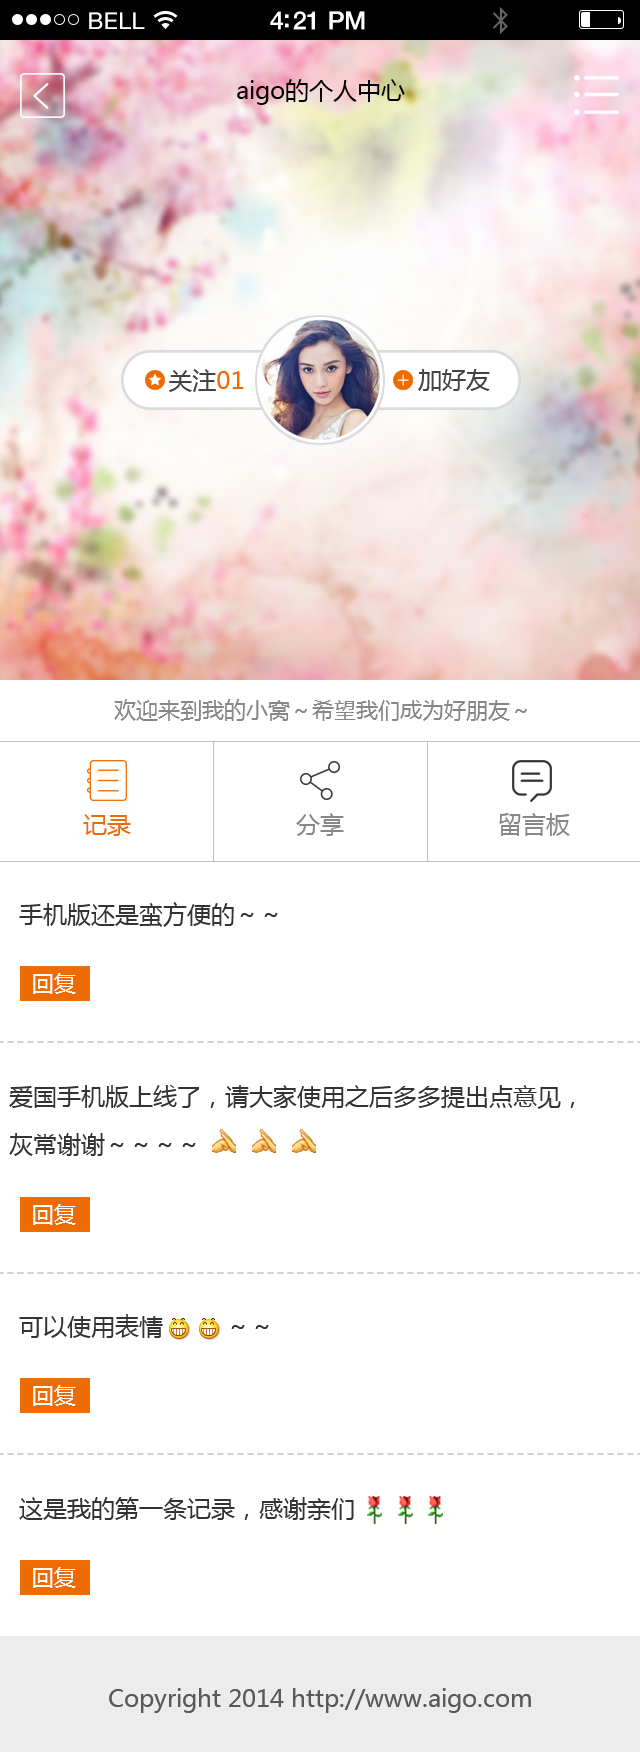 BELL 4:21 PM
aigo的个人中心
关注01 加好友
欢迎来到我的小窝～希望我们成为好朋友～
记录 分享 留言板
手机版还是蛮方便的～～
回复
爱国手机版上线了，请大家使用之后多多提出点意见，
灰常谢谢～～～～
回复
可以使用表情😁😁～～
回复
这是我的第一条记录，感谢亲们🌹🌹🌹
回复
Copyright 2014 http://www.aigo.com